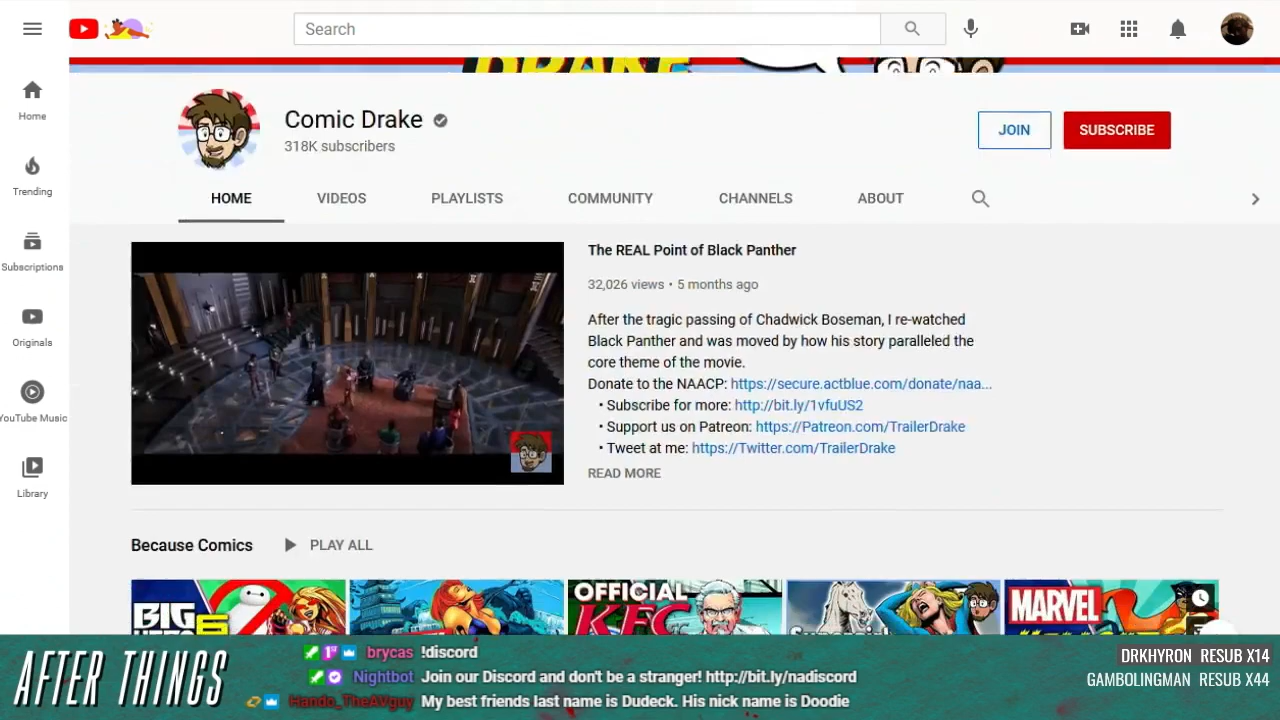 Search
DRAKE
Comic Drake
318K subscribers
JOIN
SUBSCRIBE
Home
Trending
Subscriptions
Originals
YouTube Music
Library
HOME
VIDEOS
PLAYLISTS
COMMUNITY
CHANNELS
ABOUT
The REAL Point of Black Panther
32,026 views • 5 months ago
After the tragic passing of Chadwick Boseman, I re-watched
Black Panther and was moved by how his story paralleled the
core theme of the movie.
Donate to the NAACP: https://secure.actblue.com/donate/naa...
• Subscribe for more: http://bit.ly/1vfuUS2
• Support us on Patreon: https://Patreon.com/TrailerDrake
• Tweet at me: https://Twitter.com/TrailerDrake
READ MORE
Because Comics
PLAY ALL
BIG
6
OFFICIAL
KFC
MARVEL
AFTER THINGS
brycas !discord
Nightbot Join our Discord and don't be a stranger! http://bit.ly/nadiscord
Hando_TheAVguy My best friends last name is Dudeck. His nick name is Doodie
DRKHYRON RESUB X14
GAMBOLINGMAN RESUB X44